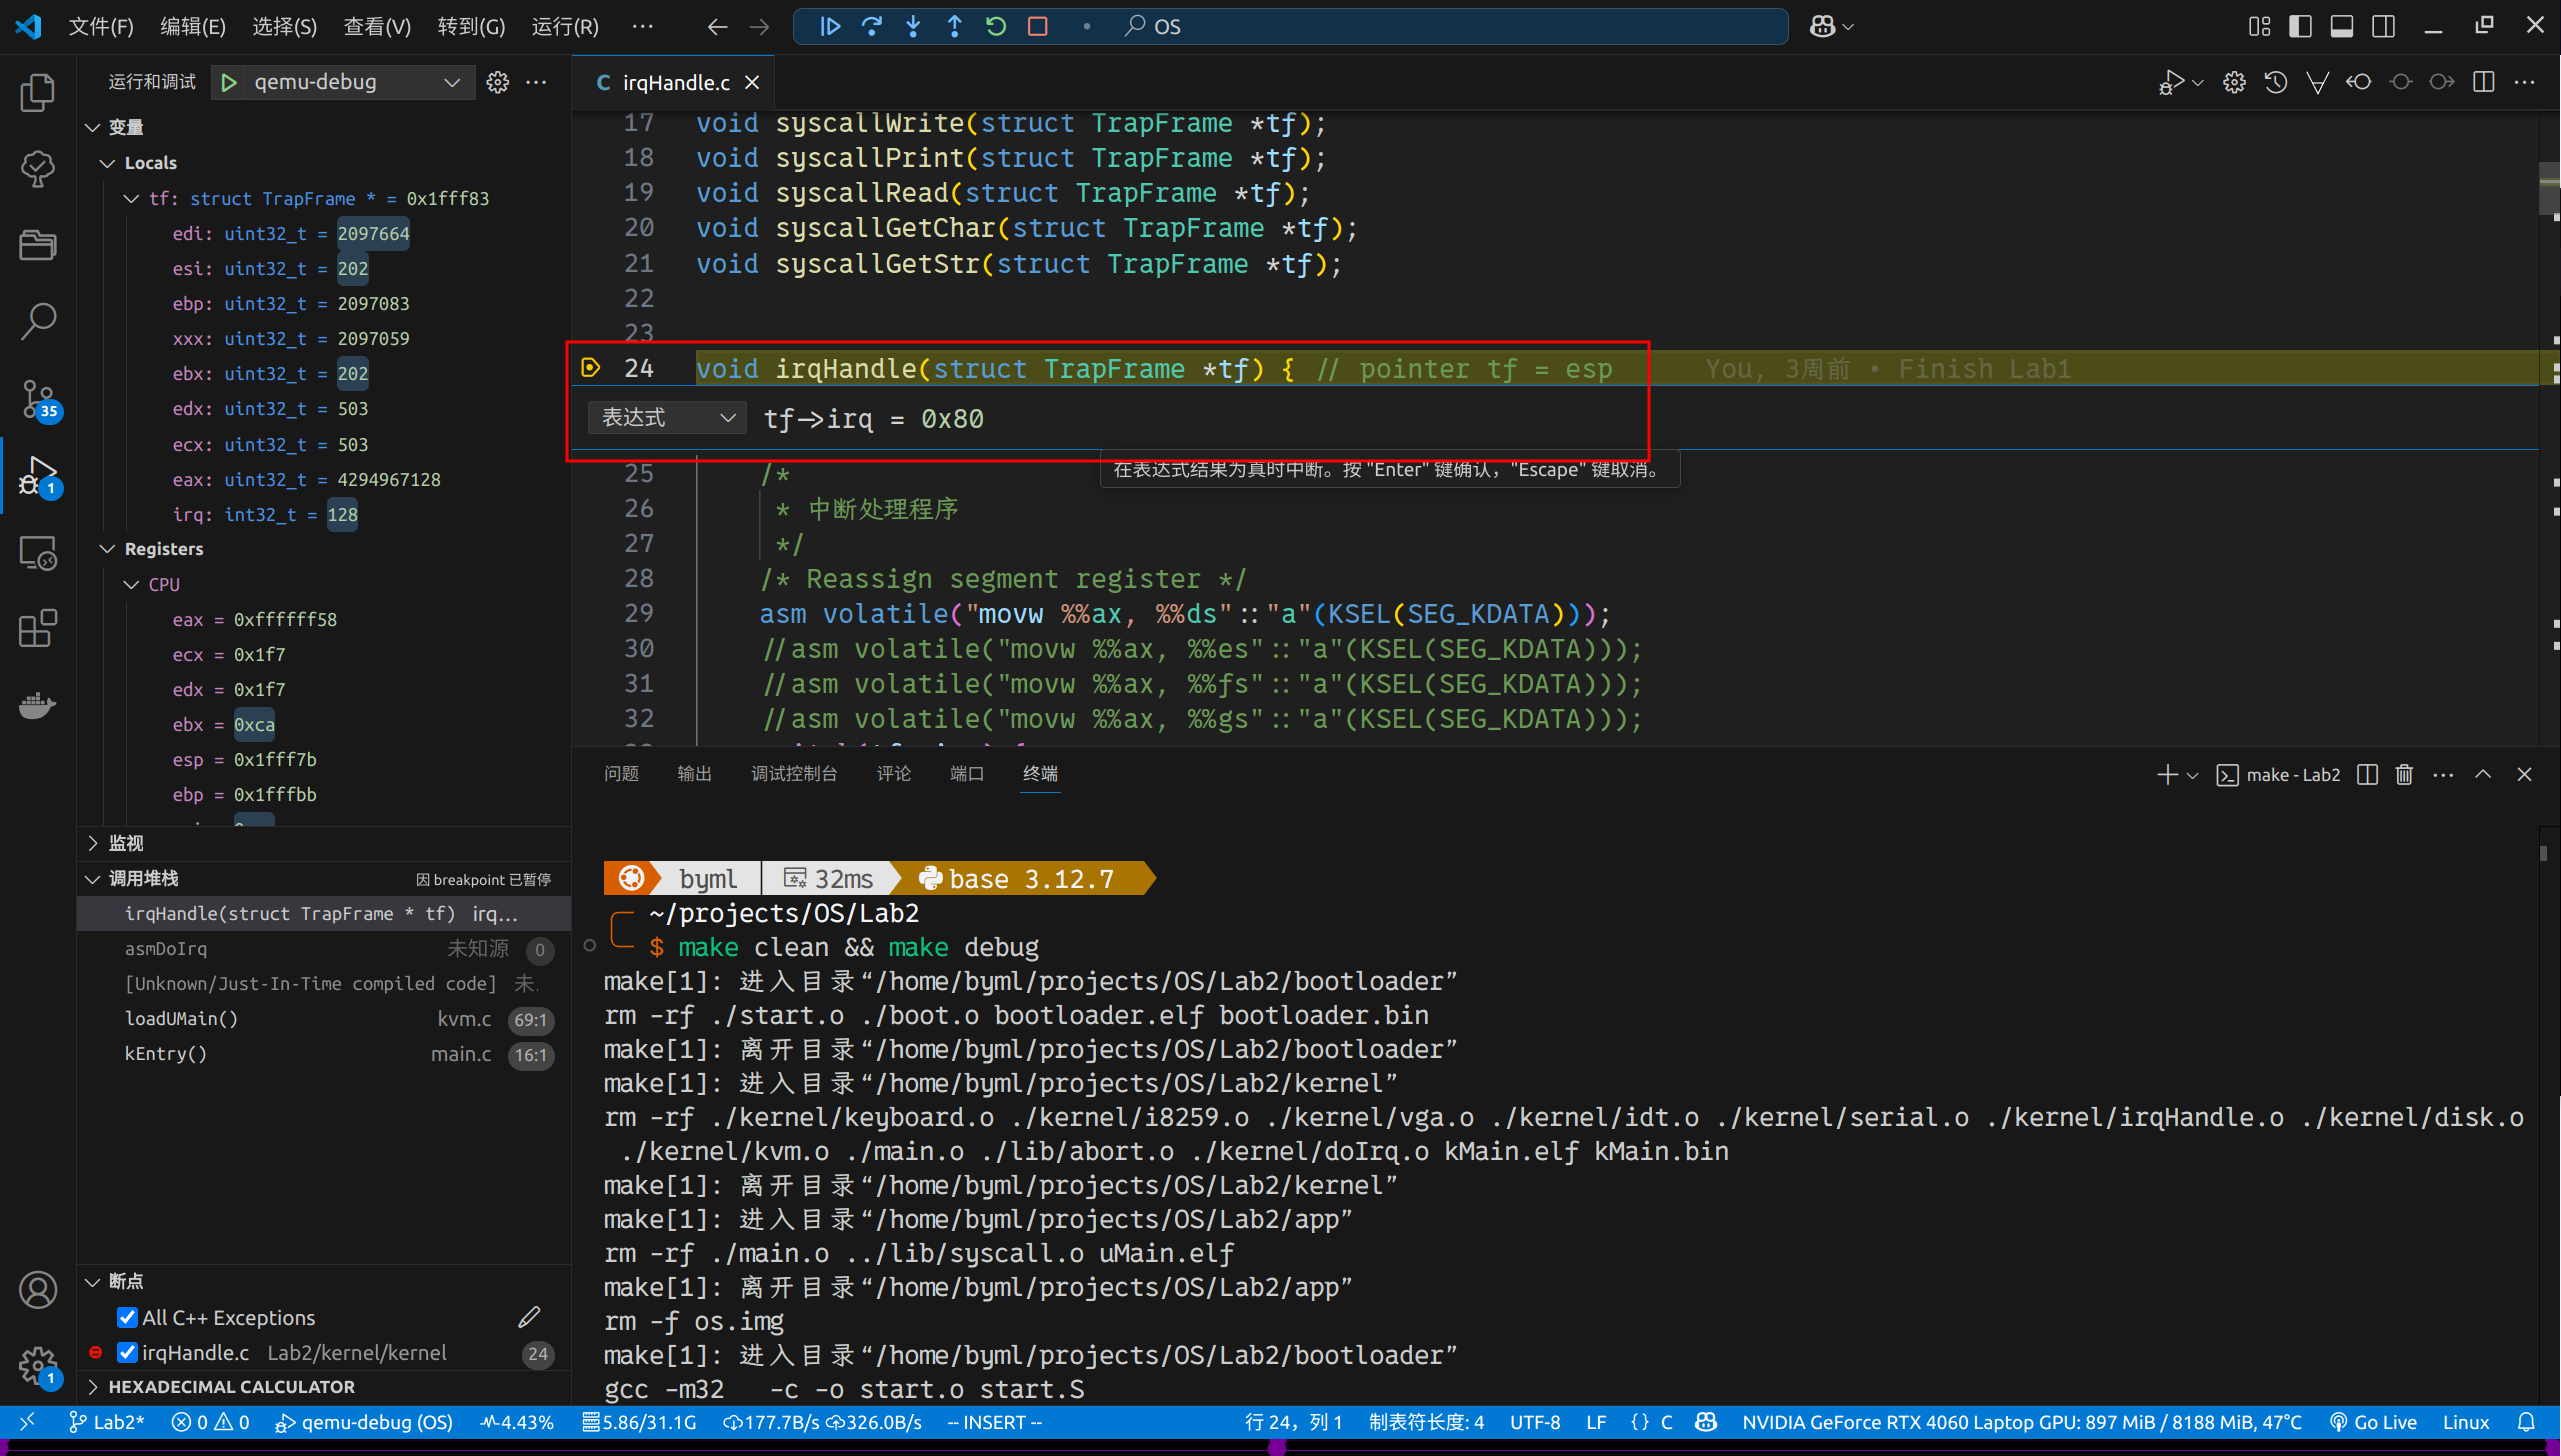 文件(F) 编辑(E) 选择(S) 查看(V) 转到(G) 运行(R) ··· OS
运行和调试 qemu-debug ···
变量
Locals
tf: struct TrapFrame * = 0x1fff83
edi: uint32_t = 2097664
esi: uint32_t = 202
ebp: uint32_t = 2097083
xxx: uint32_t = 2097059
ebx: uint32_t = 202
edx: uint32_t = 503
ecx: uint32_t = 503
eax: uint32_t = 4294967128
irq: int32_t = 128
Registers
CPU
eax = 0xffffff58
ecx = 0x1f7
edx = 0x1f7
ebx = 0xca
esp = 0x1fff7b
ebp = 0x1fffbb
监视
调用堆栈 因 breakpoint 已暂停
irqHandle(struct TrapFrame * tf) irq...
asmDoIrq 未知源 0
[Unknown/Just-In-Time compiled code] 未.
loadUMain() kvm.c 69:1
kEntry() main.c 16:1
断点
All C++ Exceptions
irqHandle.c Lab2/kernel/kernel 24
HEXADECIMAL CALCULATOR
35
1
1
C irqHandle.c
17 void syscallWrite(struct TrapFrame *tf);
18 void syscallPrint(struct TrapFrame *tf);
19 void syscallRead(struct TrapFrame *tf);
20 void syscallGetChar(struct TrapFrame *tf);
21 void syscallGetStr(struct TrapFrame *tf);
22
23
24 void irqHandle(struct TrapFrame *tf) { // pointer tf = esp You, 3周前 • Finish Lab1
表达式 tf->irq = 0x80
在表达式结果为真时中断。按 "Enter" 键确认，"Escape" 键取消。
25 /*
26 * 中断处理程序
27 */
28 /* Reassign segment register */
29 asm volatile("movw %%ax, %%ds"::"a"(KSEL(SEG_KDATA)));
30 //asm volatile("movw %%ax, %%es"::"a"(KSEL(SEG_KDATA)));
31 //asm volatile("movw %%ax, %%fs"::"a"(KSEL(SEG_KDATA)));
32 //asm volatile("movw %%ax, %%gs"::"a"(KSEL(SEG_KDATA)));
问题 输出 调试控制台 评论 端口 终端 make - Lab2
byml 32ms base 3.12.7
~/projects/OS/Lab2
$ make clean && make debug
make[1]: 进入目录“/home/byml/projects/OS/Lab2/bootloader”
rm -rf ./start.o ./boot.o bootloader.elf bootloader.bin
make[1]: 离开目录“/home/byml/projects/OS/Lab2/bootloader”
make[1]: 进入目录“/home/byml/projects/OS/Lab2/kernel”
rm -rf ./kernel/keyboard.o ./kernel/i8259.o ./kernel/vga.o ./kernel/idt.o ./kernel/serial.o ./kernel/irqHandle.o ./kernel/disk.o
./kernel/kvm.o ./main.o ./lib/abort.o ./kernel/doIrq.o kMain.elf kMain.bin
make[1]: 离开目录“/home/byml/projects/OS/Lab2/kernel”
make[1]: 进入目录“/home/byml/projects/OS/Lab2/app”
rm -rf ./main.o ../lib/syscall.o uMain.elf
make[1]: 离开目录“/home/byml/projects/OS/Lab2/app”
rm -f os.img
make[1]: 进入目录“/home/byml/projects/OS/Lab2/bootloader”
gcc -m32 -c -o start.o start.S
Lab2* 0 0 qemu-debug (OS) 4.43% 5.86/31.1G 177.7B/s 326.0B/s -- INSERT -- 行 24，列 1 制表符长度: 4 UTF-8 LF {} C NVIDIA GeForce RTX 4060 Laptop GPU: 897 MiB / 8188 MiB, 47°C Go Live Linux